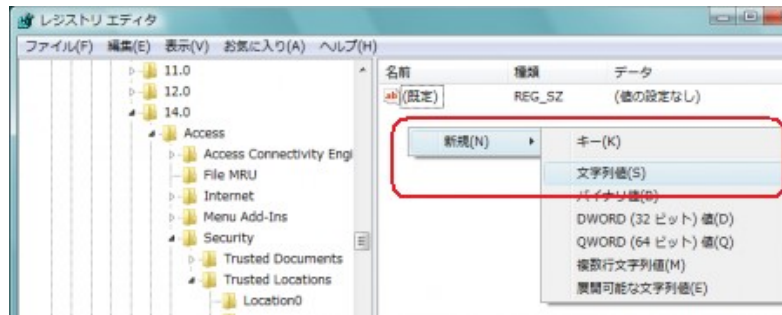 レジストリ エディタ
ファイル(F) 編集(E) 表示(V) お気に入り(A) ヘルプ(H)
11.0
12.0
14.0
Access
Access Connectivity Engi
File MRU
Internet
Menu Add-Ins
Security
Trusted Documents
Trusted Locations
Location0
名前 種類 データ
ab (既定) REG_SZ (値の設定なし)
新規(N)
キー(K)
文字列値(S)
バイナリ値(B)
DWORD (32 ビット) 値(D)
QWORD (64 ビット) 値(Q)
複数行文字列値(M)
展開可能な文字列値(E)